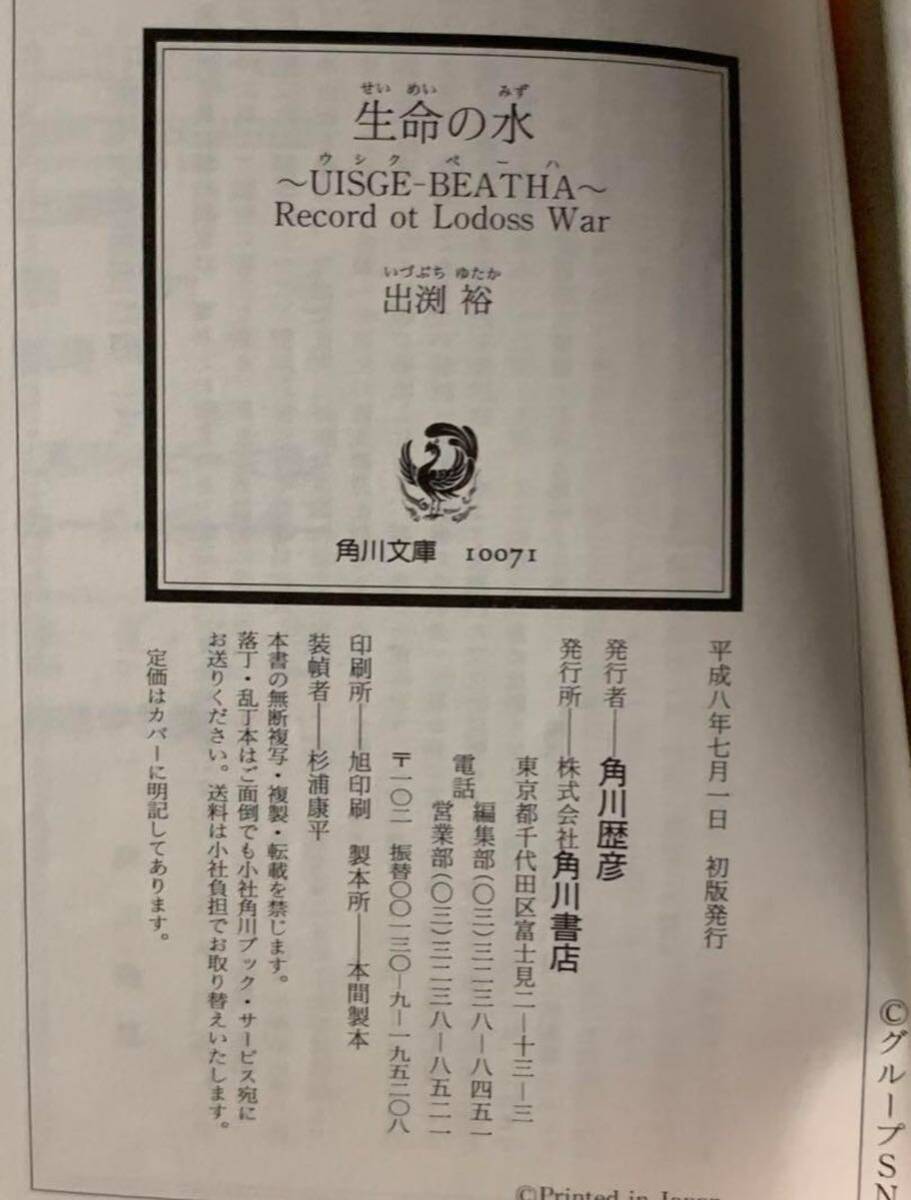 せいめい みず
生命の水
ウシクベーハ
~UISGE-BEATHA~
Record ot Lodoss War
いづぶち ゆたか
出渕 裕
角川文庫 10071
平成八年七月一日 初版発行
発行者——角川歴彦
発行所——株式会社角川書店
東京都千代田区富士見二—十三—三
電話 編集部(〇三)三二三八—八四五一
営業部(〇三)三二三八—八五二一
〒一〇二 振替〇〇一三〇—九—一九五二〇八
印刷所——旭印刷 製本所——本間製本
装幀者——杉浦康平
本書の無断複写・複製・転載を禁じます。
落丁・乱丁本はご面倒でも小社角川ブック・サービス宛に
お送りください。送料は小社負担でお取り替えいたします。
定価はカバーに明記してあります。
©グループSN
©Printed in Japan